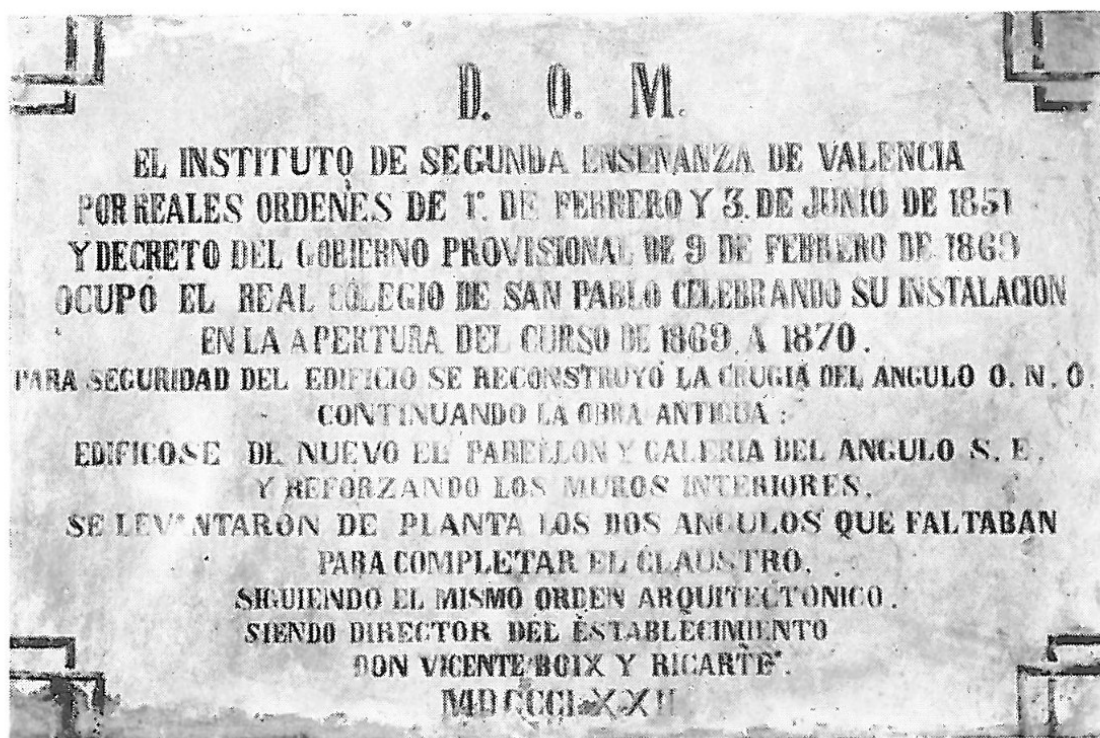 D. O. M.
EL INSTITUTO DE SEGUNDA ENSEÑANZA DE VALENCIA
POR REALES ORDENES DE 1º. DE FEBRERO Y 3. DE JUNIO DE 1851
Y DECRETO DEL GOBIERNO PROVISIONAL DE 9 DE FEBRERO DE 1869
OCUPÓ EL REAL COLEGIO DE SAN PABLO CELEBRANDO SU INSTALACION
EN LA APERTURA DEL CURSO DE 1869. A 1870.
PARA SEGURIDAD DEL EDIFICIO SE RECONSTRUYÓ LA CRUGIA DEL ANGULO O. N. O.
CONTINUANDO LA OBRA ANTIGUA:
EDIFICOSE DE NUEVO EL PABELLON Y GALERIA DEL ANGULO S. E.
Y REFORZANDO LOS MUROS INTERIORES.
SE LEVANTARON DE PLANTA LOS DOS ANGULOS QUE FALTABAN
PARA COMPLETAR EL CLAUSTRO.
SIGUIENDO EL MISMO ORDEN ARQUITECTONICO.
SIENDO DIRECTOR DEL ESTABLECIMIENTO
DON VICENTE BOIX Y RICARTE.
MDCCCLXXII